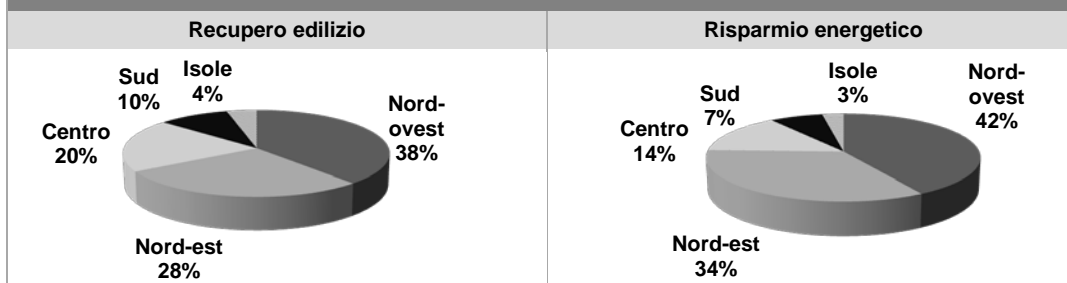 Recupero edilizio
Isole
4%
Sud
10%
Nord-
ovest
38%
Centro
20%
Nord-est
28%
Risparmio energetico
Isole
3%
Nord-
ovest
42%
Sud
7%
Centro
14%
Nord-est
34%